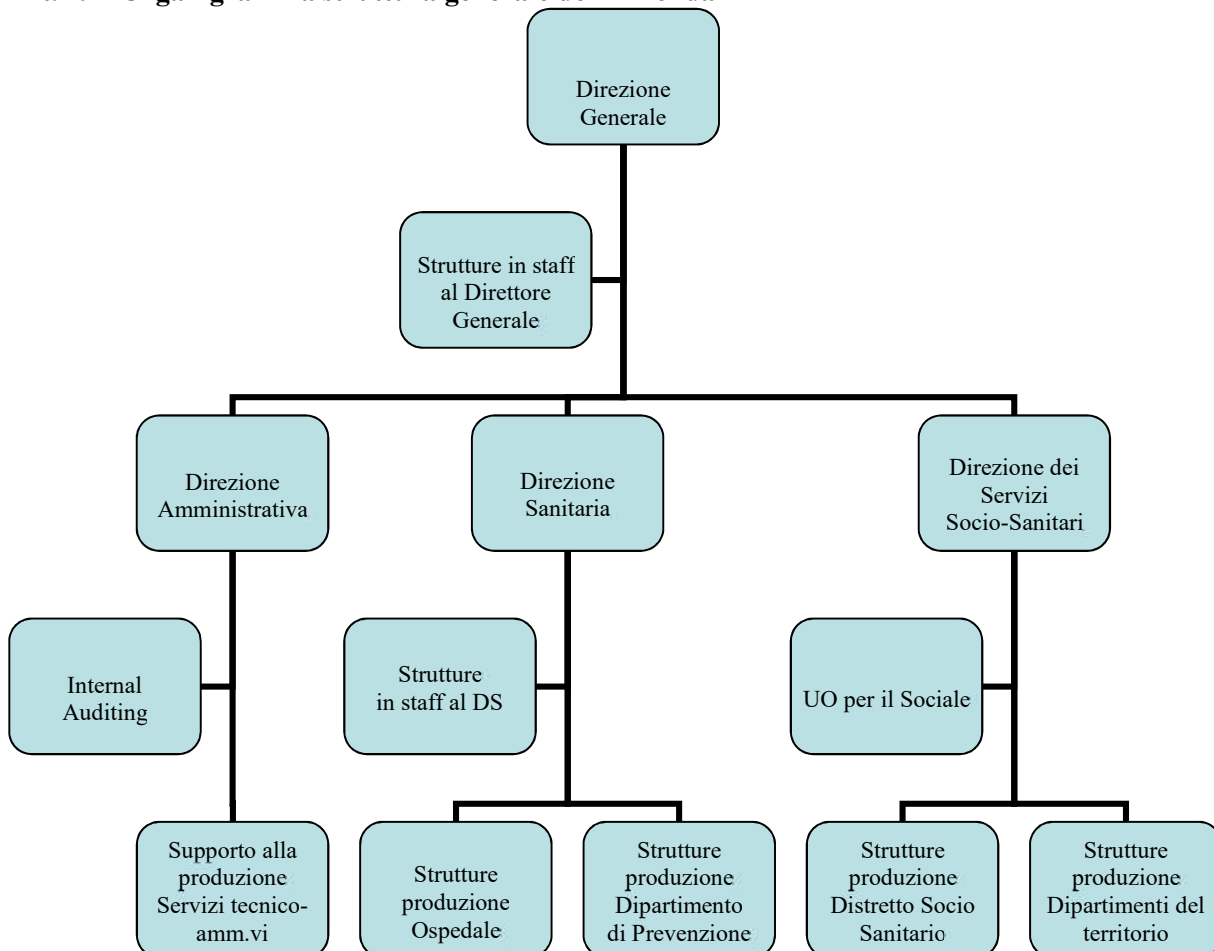 Direzione
Generale
Strutture in staff
al Direttore
Generale
Direzione
Amministrativa
Direzione
Sanitaria
Direzione dei
Servizi
Socio-Sanitari
Internal
Auditing
Strutture
in staff al DS
UO per il Sociale
Supporto alla
produzione
Servizi tecnico-
amm.vi
Strutture
produzione
Ospedale
Strutture
produzione
Dipartimento
di Prevenzione
Strutture
produzione
Distretto Socio
Sanitario
Strutture
produzione
Dipartimenti del
territorio